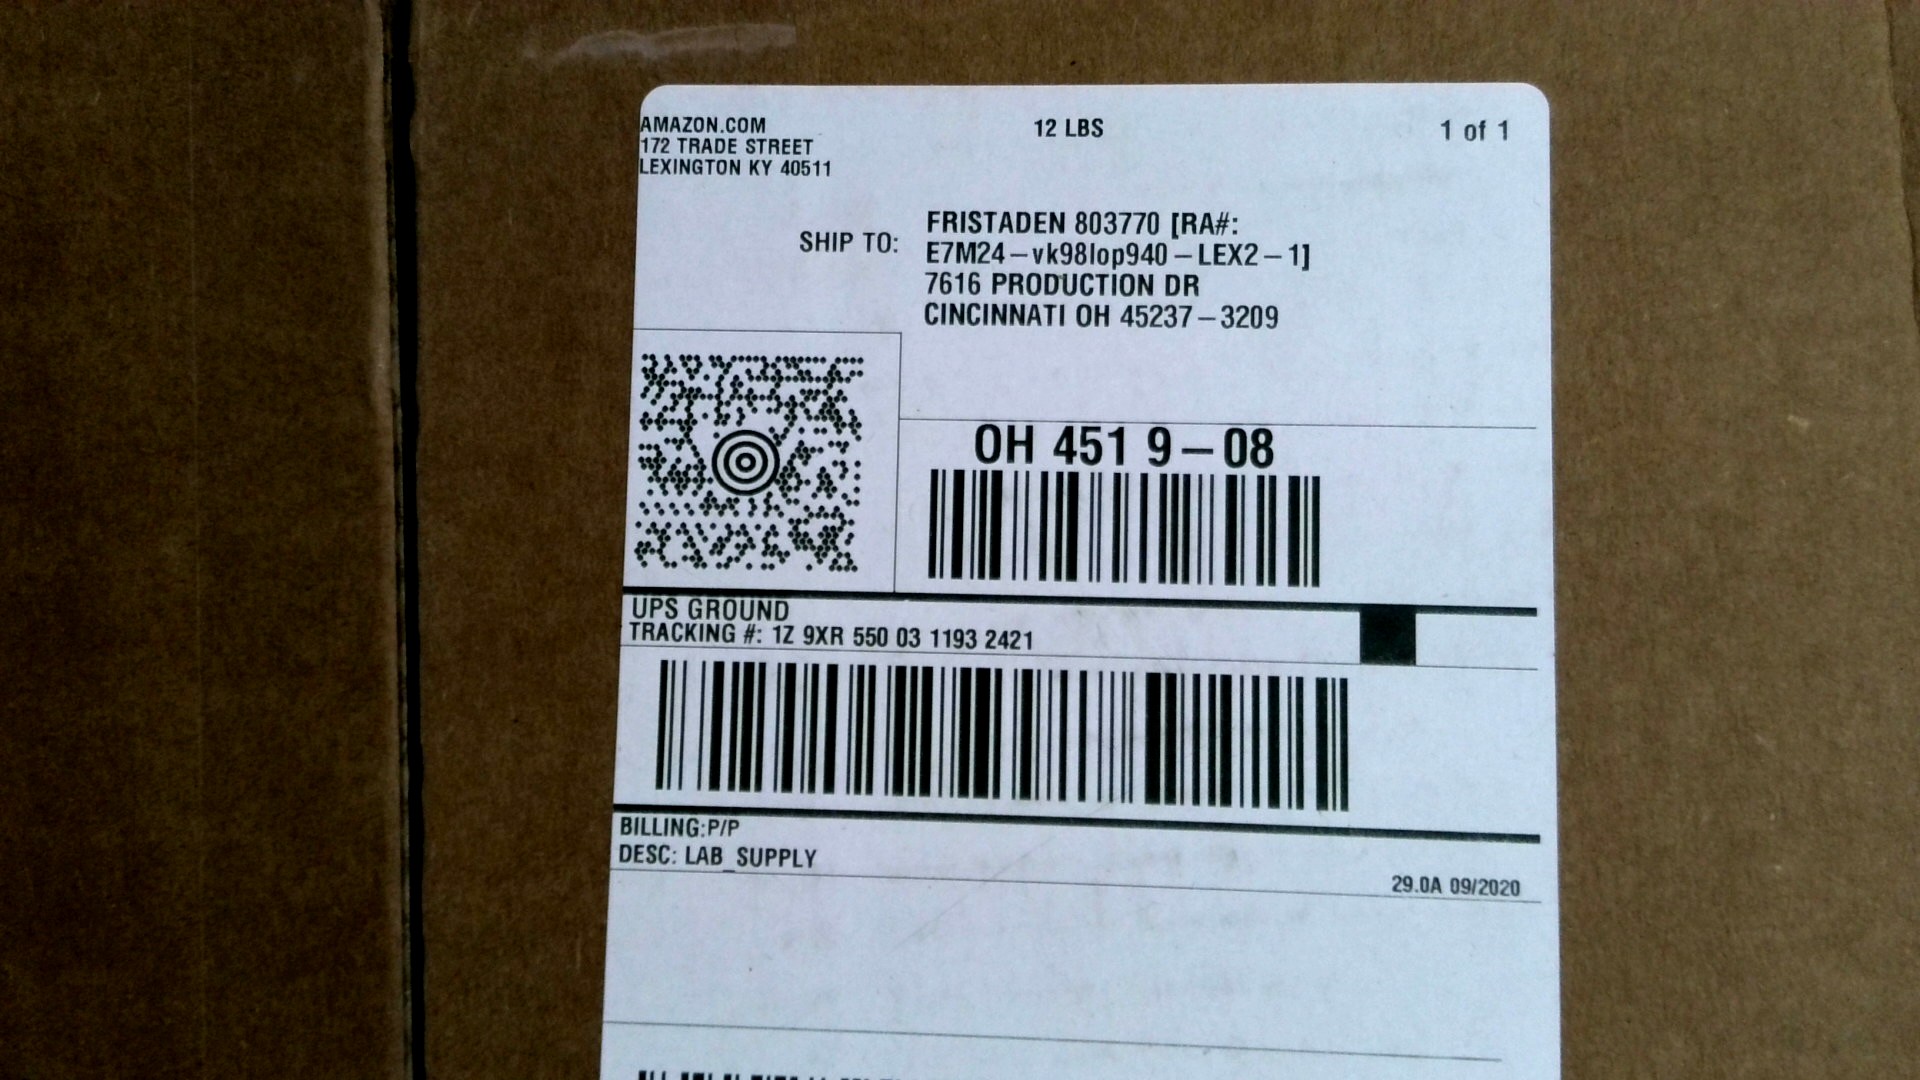 AMAZON.COM
172 TRADE STREET
LEXINGTON KY 40511
12 LBS
1 of 1
SHIP TO:
FRISTADEN 803770 [RA#:
E7M24-vk98lop940-LEX2-1]
7616 PRODUCTION DR
CINCINNATI OH 45237-3209
OH 451 9-08
UPS GROUND
TRACKING #: 1Z 9XR 550 03 1193 2421
BILLING:P/P
DESC: LAB_SUPPLY
29.0A 09/2020